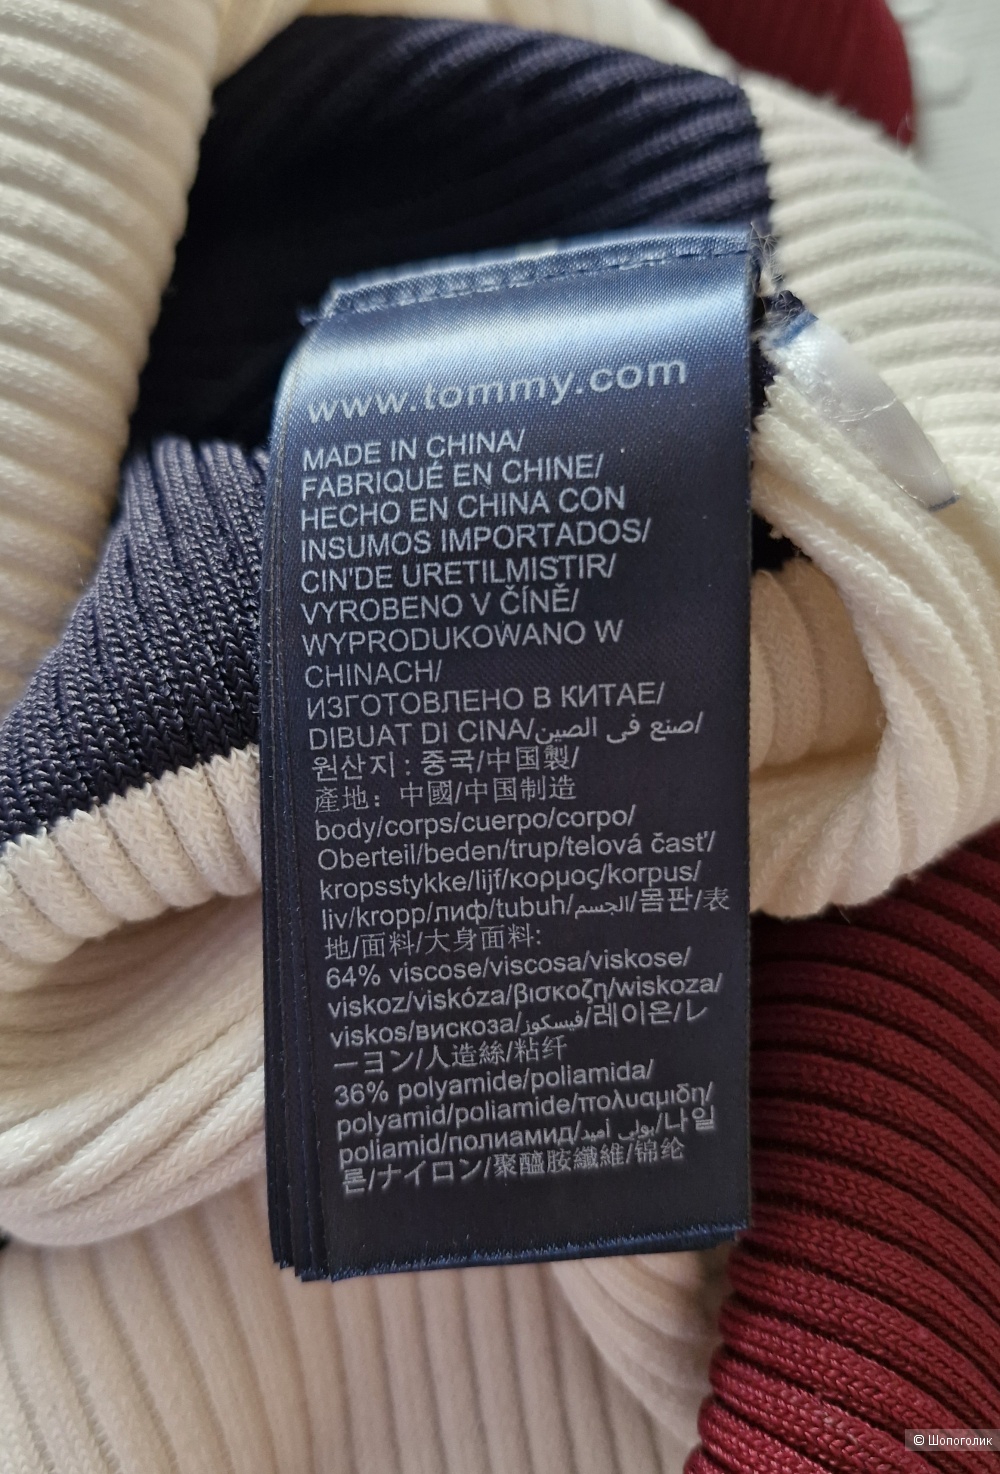 www.tommy.com
MADE IN CHINA/
FABRIQUÉ EN CHINE/
HECHO EN CHINA CON
INSUMOS IMPORTADOS/
CIN'DE URETILMISTIR/
VYROBENO V ČÍNĚ/
WYPRODUKOWANO W
CHINACH/
ИЗГОТОВЛЕНО В КИТАЕ/
DIBUAT DI CINA/صنع في الصين/
원산지 : 중국/中国製/
產地: 中國/中国制造
body/corps/cuerpo/corpo/
Oberteil/beden/trup/telová časť/
kropsstykke/lijf/κορμος/korpus/
liv/kropp/лиф/tubuh/الجسم/몸판/表
地/面料/大身面料:
64% viscose/viscosa/viskose/
viskoz/viskóza/βισκοζη/wiskoza/
viskos/вискоза/فيسكوز/레이온/レ
ーヨン/人造絲/粘纤
36% polyamide/poliamida/
polyamid/poliamide/πολυαμιδη/
poliamid/полиамид/بولي أميد/나일
론/ナイロン/聚醯胺纖維/锦纶
© Шопоголик